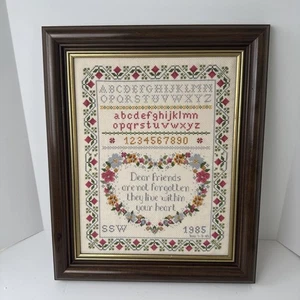 ABCDEFGHIJKLMN
OPQRSTUVWXYZ
abcdefghijklmn
opqrstuvwxyz
1234567890
Dear friends
are not forgotten
they live within
your heart
SSW 1985